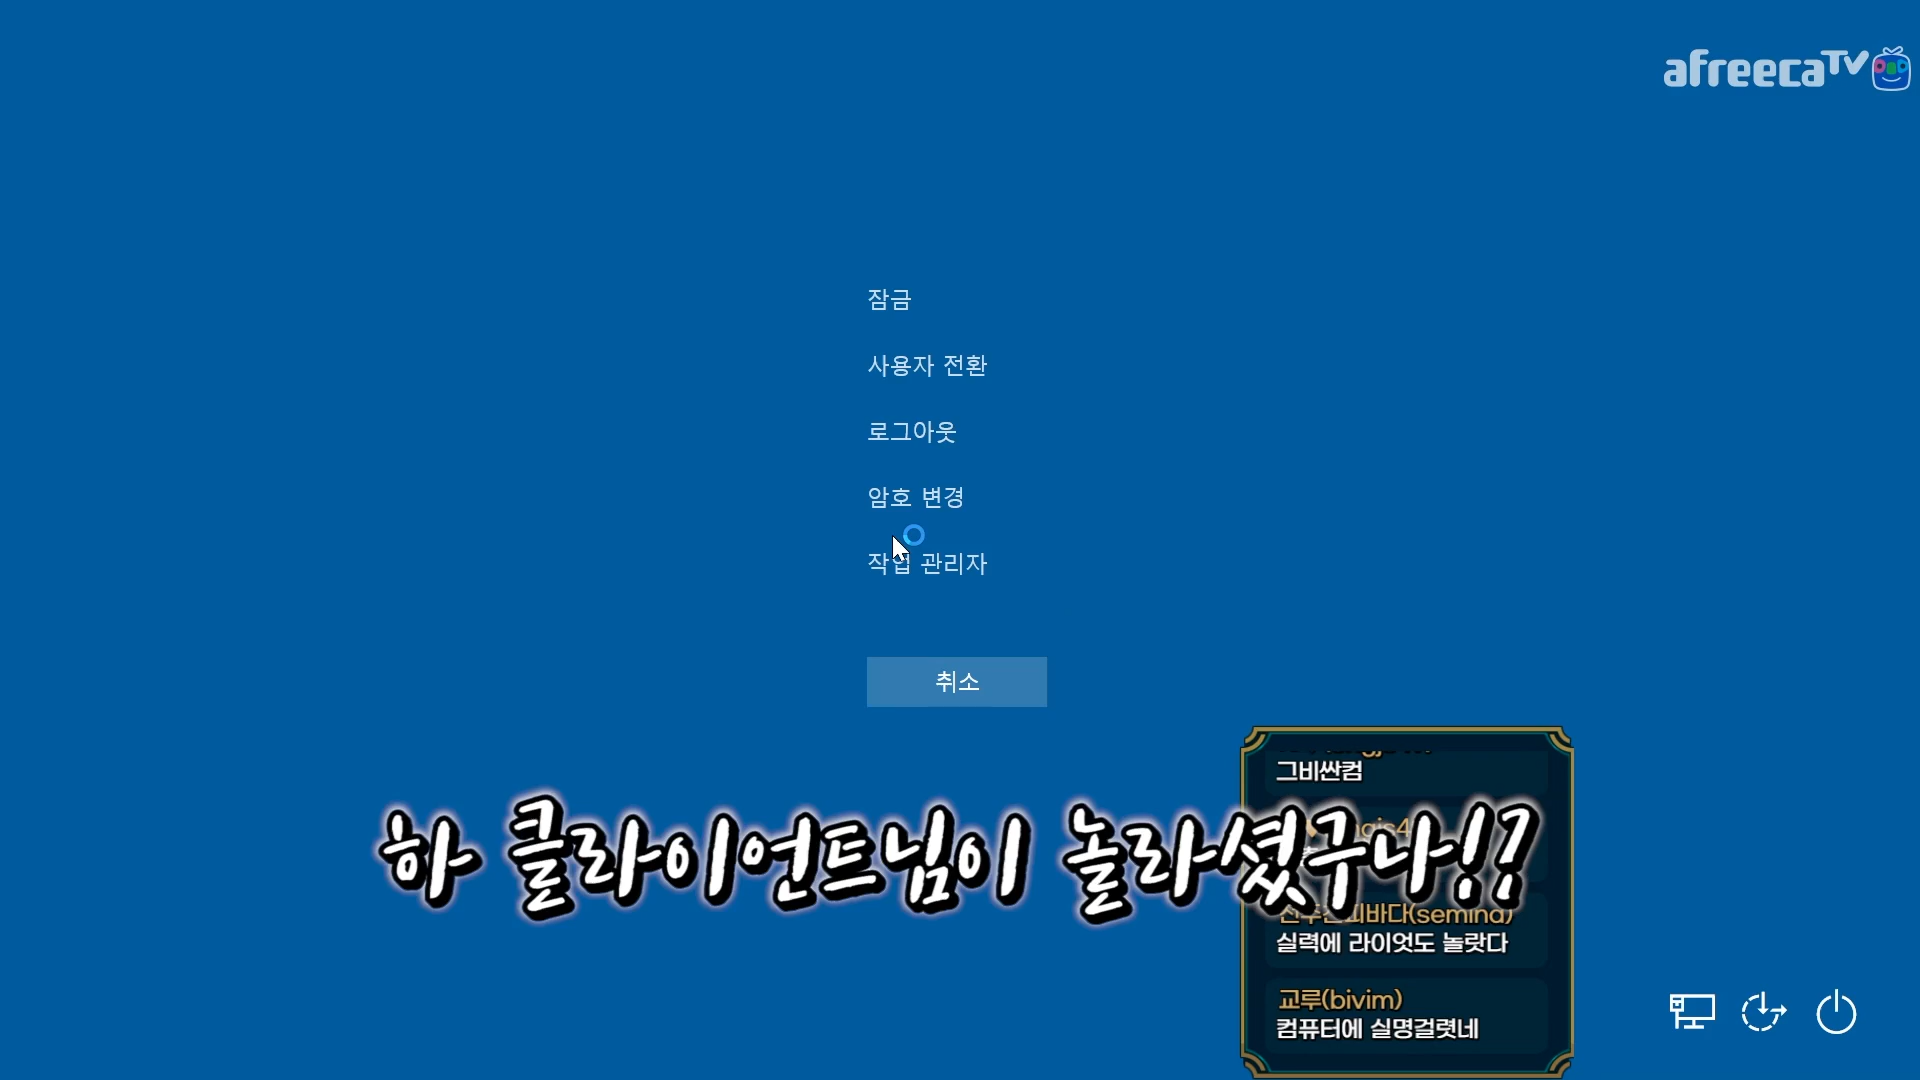 afreecaTV
잠금
사용자 전환
로그아웃
암호 변경
작업 관리자
취소
그비싼컴
하 클라이언트님이 놀라셨구나!?
실력에 라이엇도 놀랏다
교루(bivim)
컴퓨터에 실명걸렷네